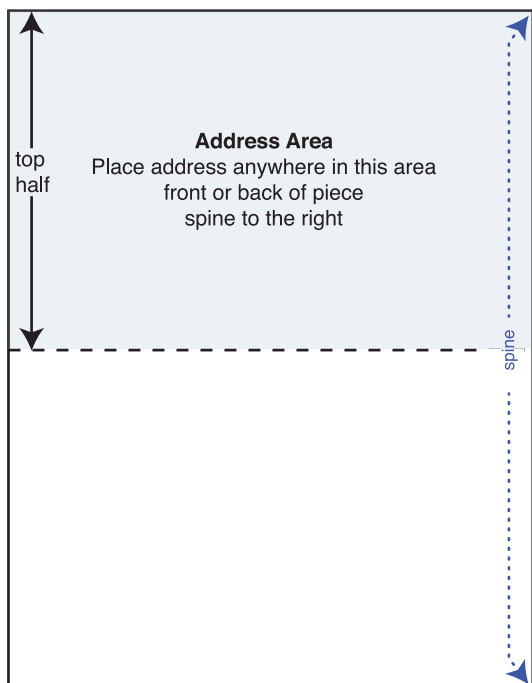 Address Area
Place address anywhere in this area
front or back of piece
spine to the right
top
half
spine